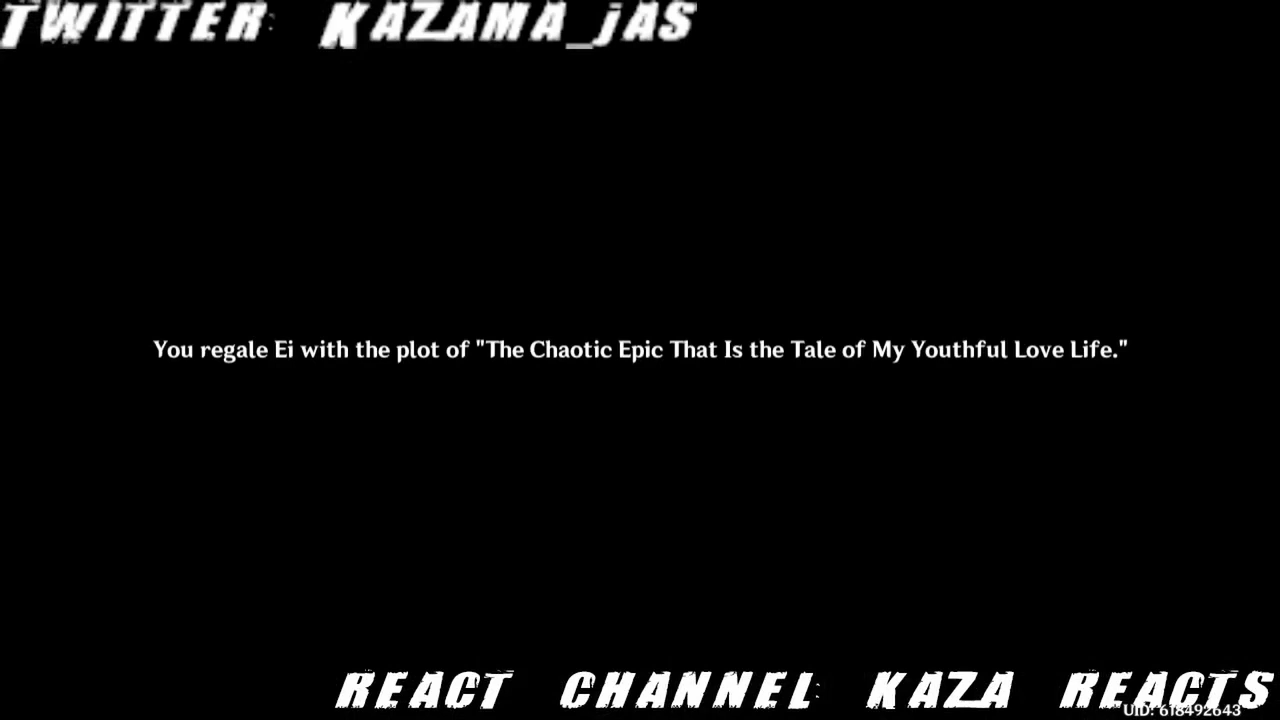 Twitter: Kazama_jas
You regale Ei with the plot of "The Chaotic Epic That Is the Tale of My Youthful Love Life."
React Channel: Kaza Reacts
UID: 618492643